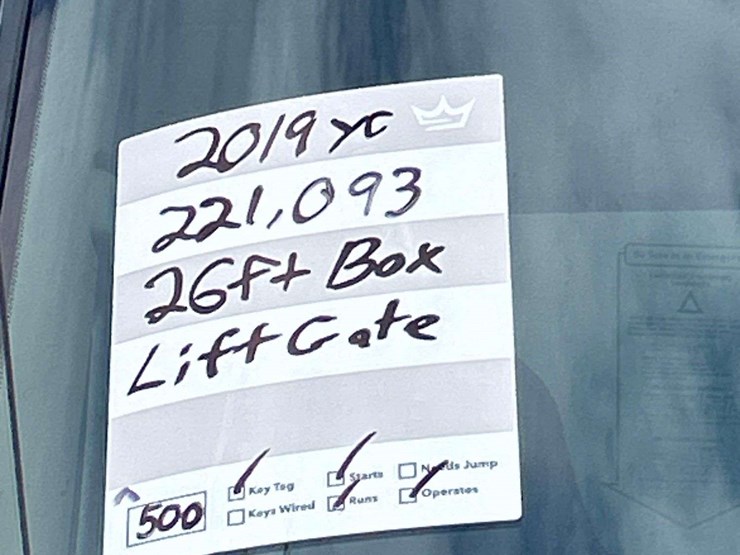 2019 yc
221,093
26ft Box
Lift Gate
500
Key Tag Starts Needs Jump
Keys Wired Runs Operates